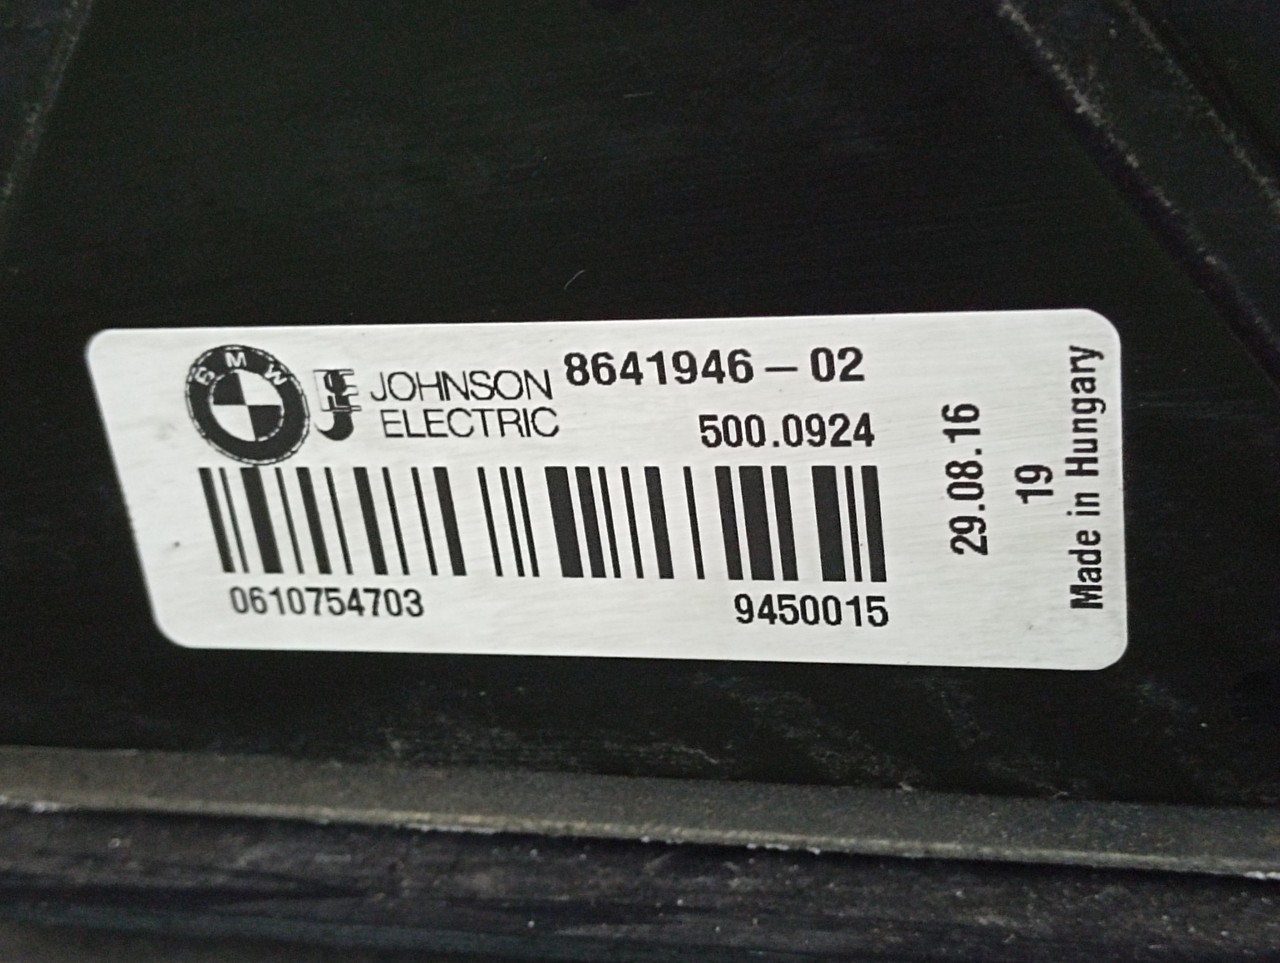 BMW
JOHNSON
ELECTRIC
8641946-02
500.0924
0610754703
9450015
29.08.16
19
Made in Hungary